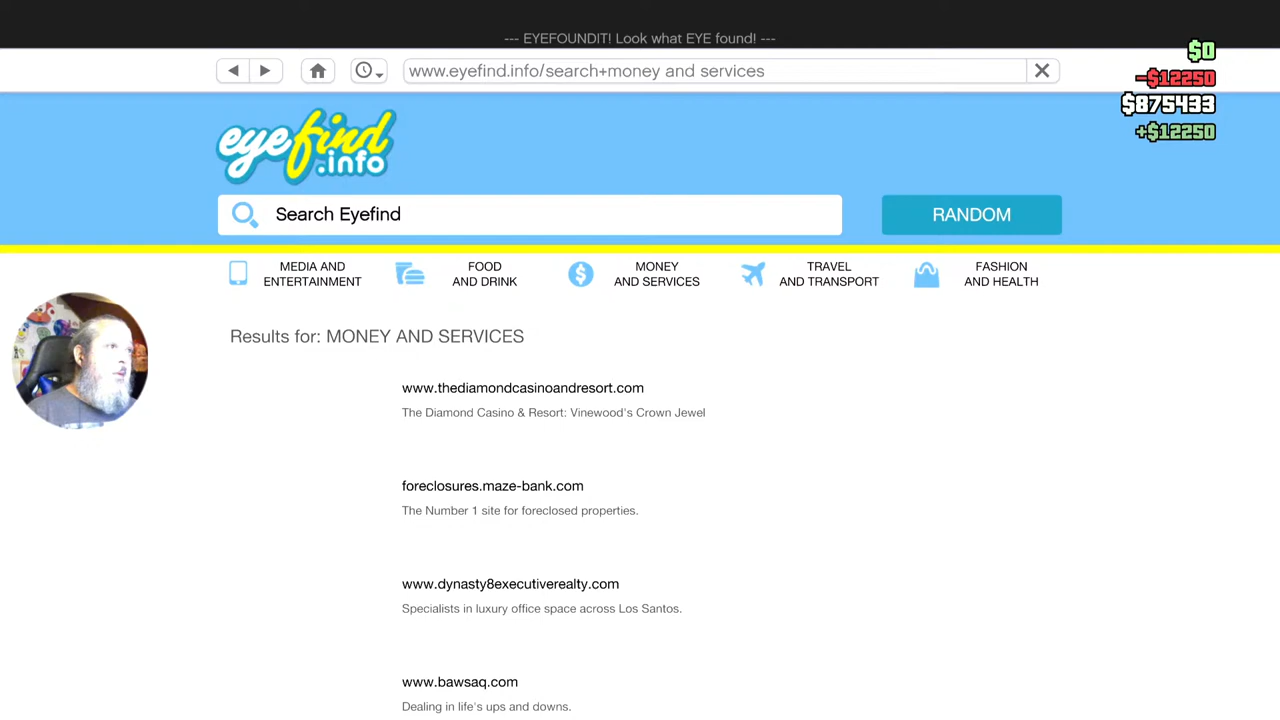 --- EYEFOUNDIT! Look what EYE found! ---
www.eyefind.info/search+money and services
$0
-$12250
$875433
+$12250
eyefind
.info
Search Eyefind
RANDOM
MEDIA AND
ENTERTAINMENT
FOOD
AND DRINK
MONEY
AND SERVICES
TRAVEL
AND TRANSPORT
FASHION
AND HEALTH
Results for: MONEY AND SERVICES
www.thediamondcasinoandresort.com
The Diamond Casino & Resort: Vinewood's Crown Jewel
foreclosures.maze-bank.com
The Number 1 site for foreclosed properties.
www.dynasty8executiverealty.com
Specialists in luxury office space across Los Santos.
www.bawsaq.com
Dealing in life's ups and downs.